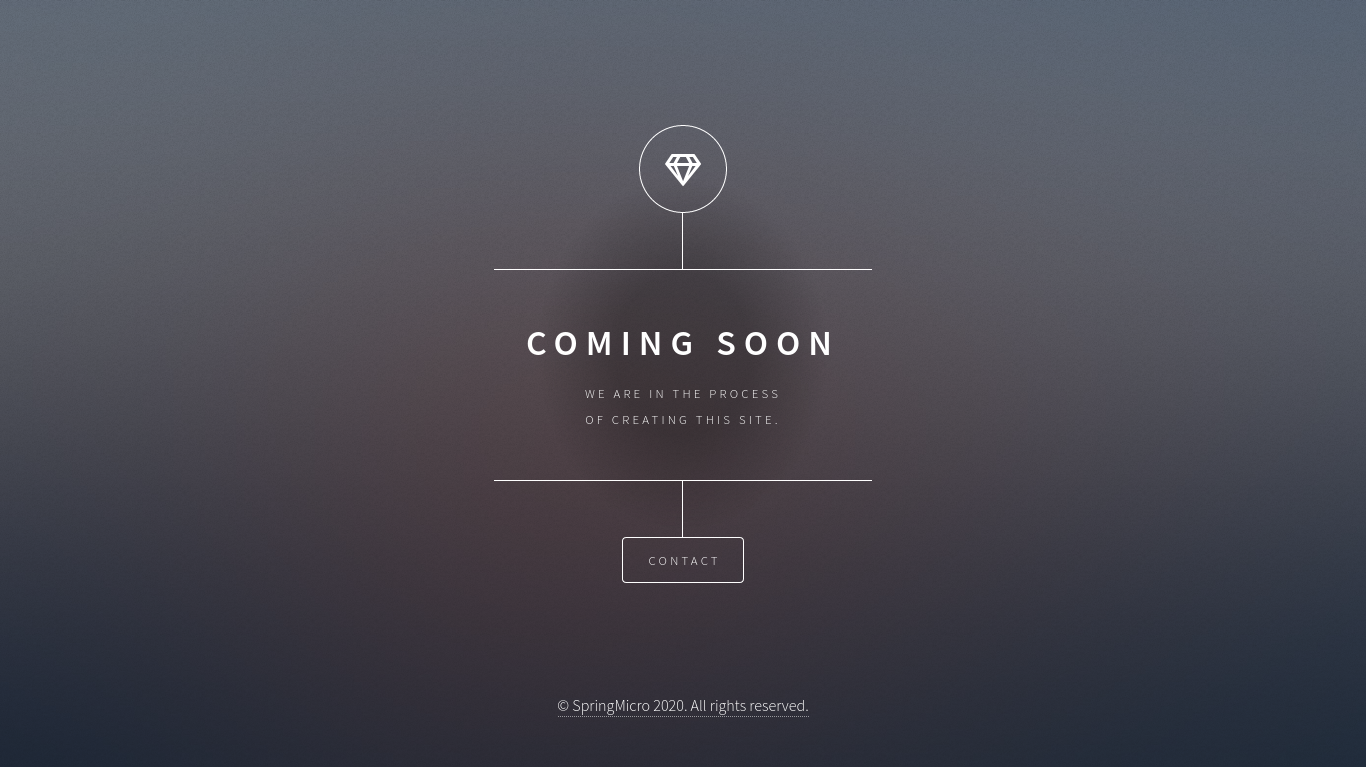 COMING SOON
WE ARE IN THE PROCESS
OF CREATING THIS SITE.
CONTACT
© SpringMicro 2020. All rights reserved.